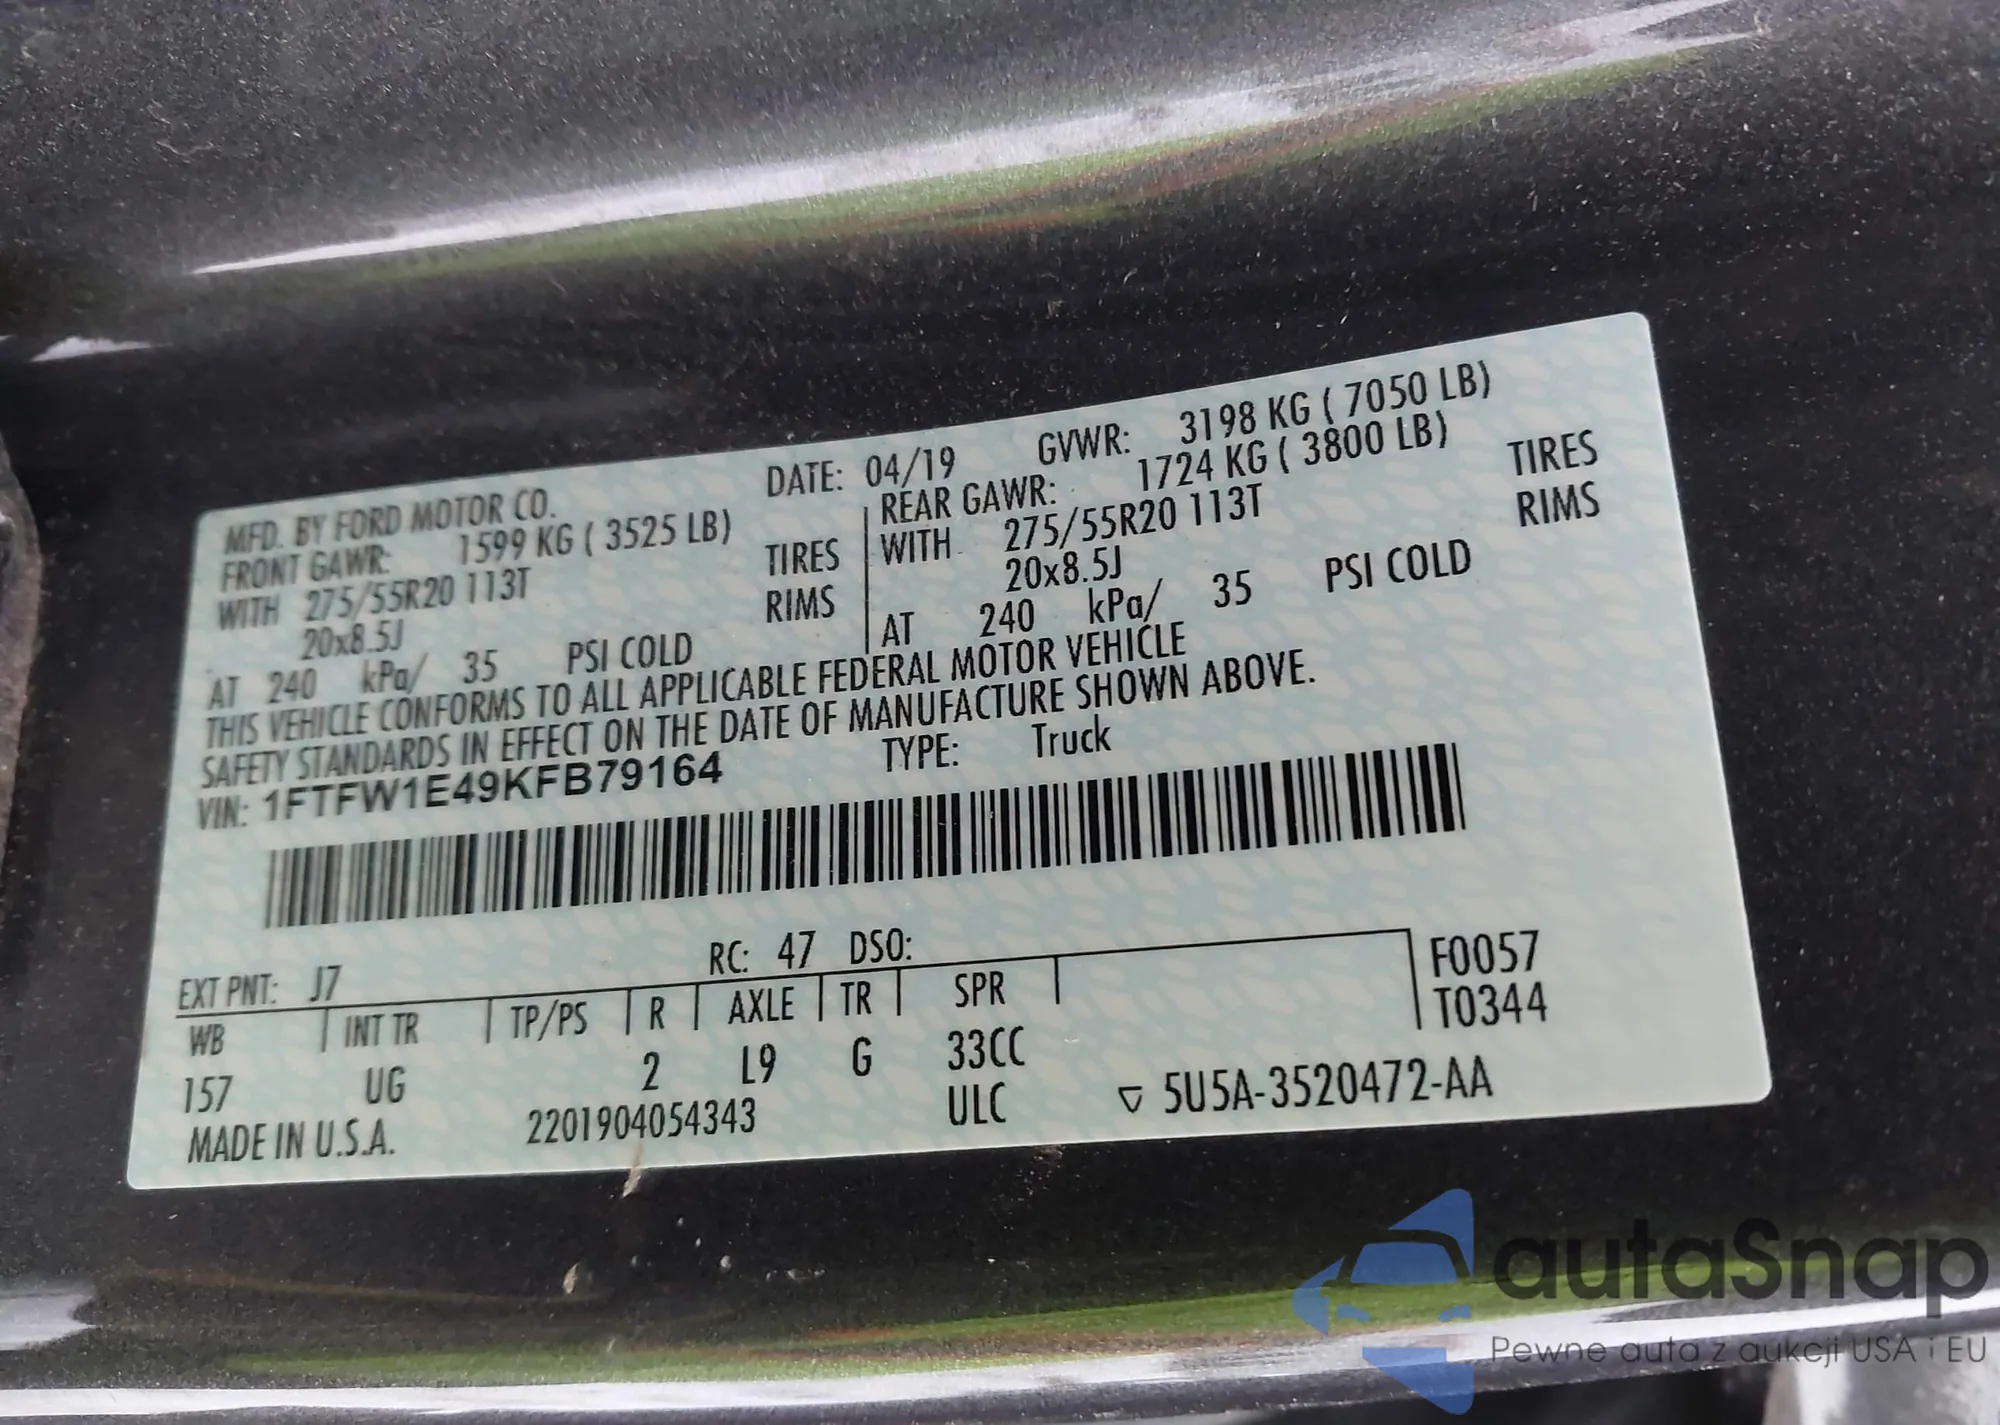 MFD. BY FORD MOTOR CO. DATE: 04/19 GVWR: 3198 KG ( 7050 LB)
FRONT GAWR: 1599 KG ( 3525 LB) REAR GAWR: 1724 KG ( 3800 LB)
WITH 275/55R20 113T TIRES WITH 275/55R20 113T TIRES
20x8.5J RIMS 20x8.5J RIMS
AT 240 kPa/ 35 PSI COLD AT 240 kPa/ 35 PSI COLD
THIS VEHICLE CONFORMS TO ALL APPLICABLE FEDERAL MOTOR VEHICLE
SAFETY STANDARDS IN EFFECT ON THE DATE OF MANUFACTURE SHOWN ABOVE.
VIN: 1FTFW1E49KFB79164 TYPE: Truck
EXT PNT: J7 RC: 47 DSO: F0057
WB INT TR TP/PS R AXLE TR SPR T0344
157 UG 2 L9 G 33CC
MADE IN U.S.A. 2201904054343 ULC ▽ 5U5A-3520472-AA
autaSnap
Pewne auta z aukcji USA i EU